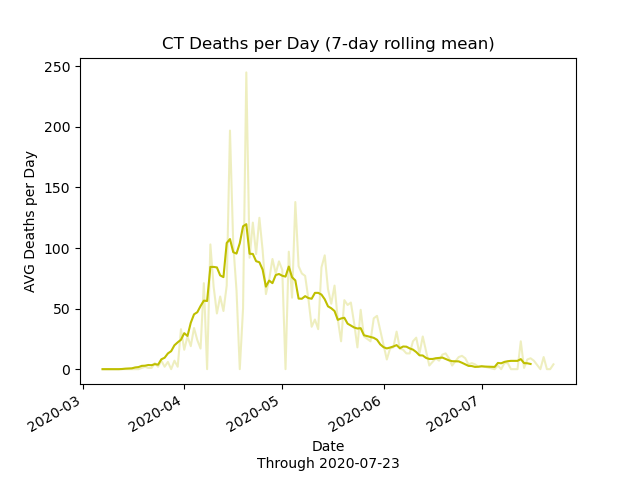 CT Deaths per Day (7-day rolling mean)
250
200
150
100
50
0
AVG Deaths per Day
2020-03
2020-04
2020-05
2020-06
2020-07
Date
Through 2020-07-23